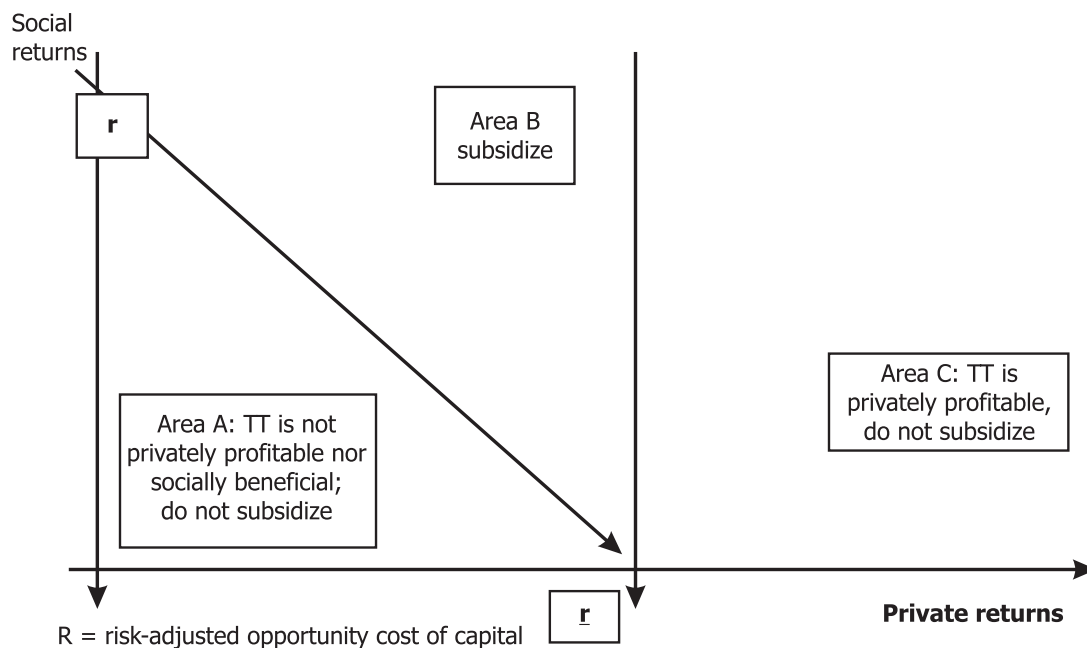 Social
returns
r
Area B
subsidize
Area C: TT is
privately profitable,
do not subsidize
Area A: TT is not
privately profitable nor
socially beneficial;
do not subsidize
r
Private returns
R = risk-adjusted opportunity cost of capital